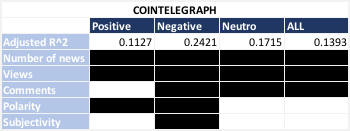 COINTELEGRAPH
Positive Negative Neutro ALL
Adjusted R^2 0.1127 0.2421 0.1715 0.1393
Number of news
Views
Comments
Polarity
Subjectivity